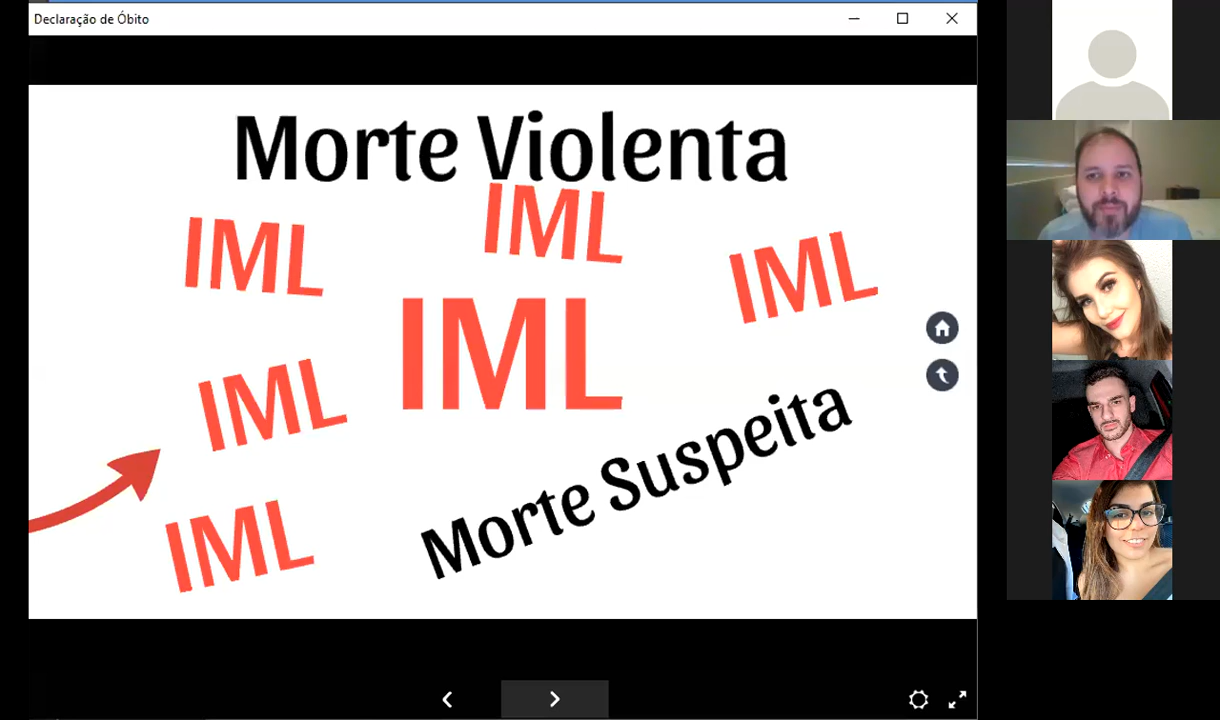 Declaração de Óbito
Morte Violenta
IML
IML
IML
IML
IML
Morte Suspeita
IML